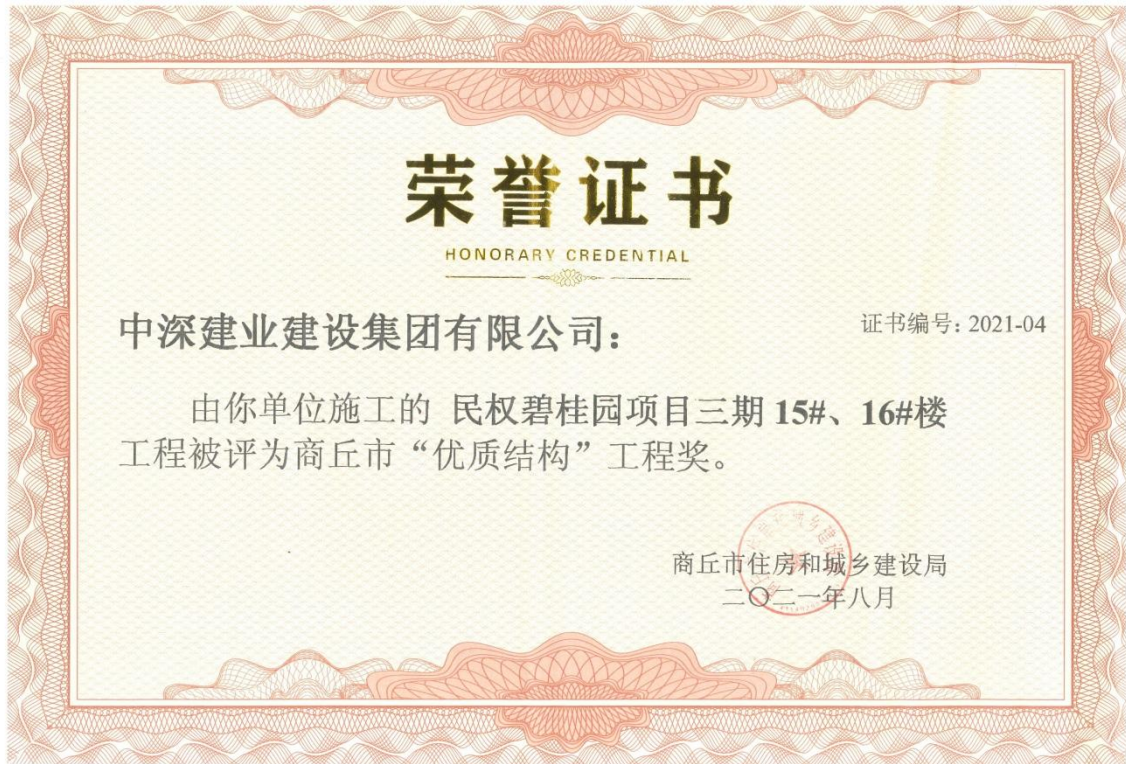 荣誉证书
HONORARY CREDENTIAL
中深建业建设集团有限公司：
证书编号: 2021-04
由你单位施工的 民权碧桂园项目三期 15#、16#楼
工程被评为商丘市“优质结构”工程奖。
商丘市住房和城乡建设局
二〇二一年八月